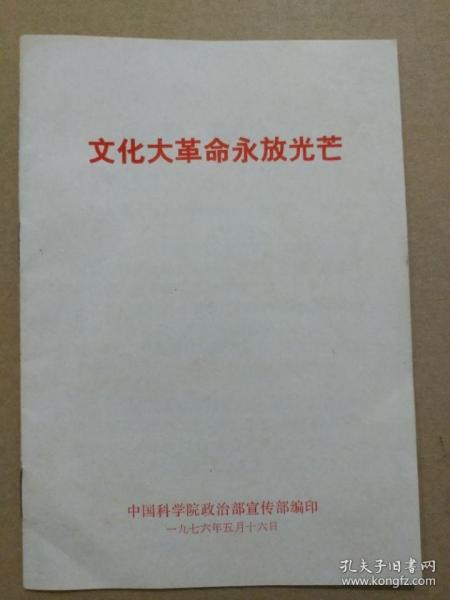 文化大革命永放光芒
中国科学院政治部宣传部编印
一九七六年五月十六日
孔夫子旧书网
www.kongfz.com